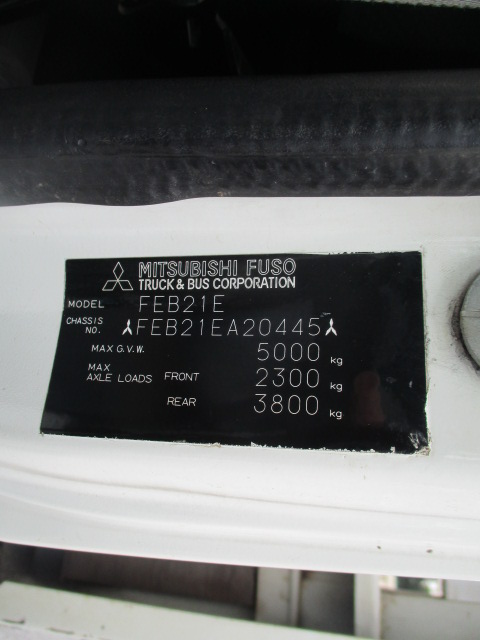 MITSUBISHI FUSO
TRUCK & BUS CORPORATION
MODEL FEB21E
CHASSIS NO. FEB21EA20445
MAX G.V.W. 5000 kg
MAX AXLE LOADS FRONT 2300 kg
REAR 3800 kg